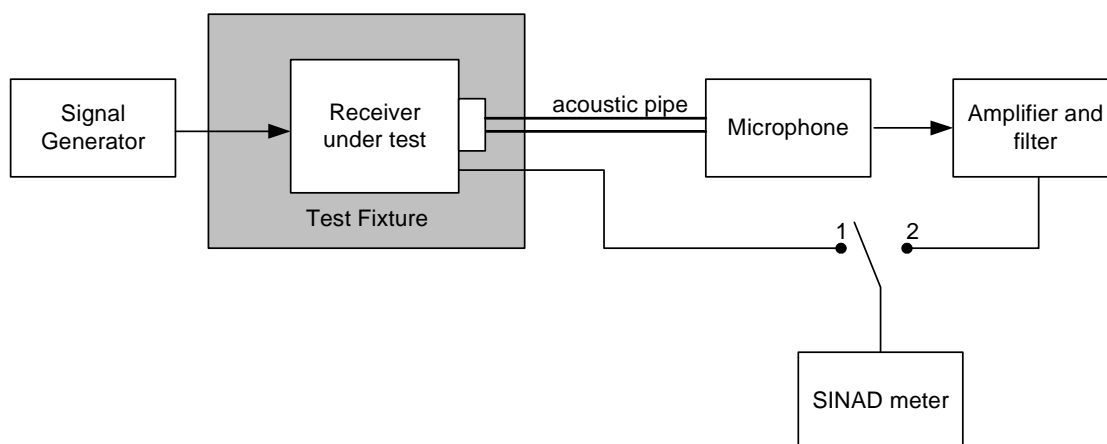 Signal
Generator
Receiver
under test
Test Fixture
acoustic pipe
Microphone
Amplifier and
filter
1
2
SINAD meter